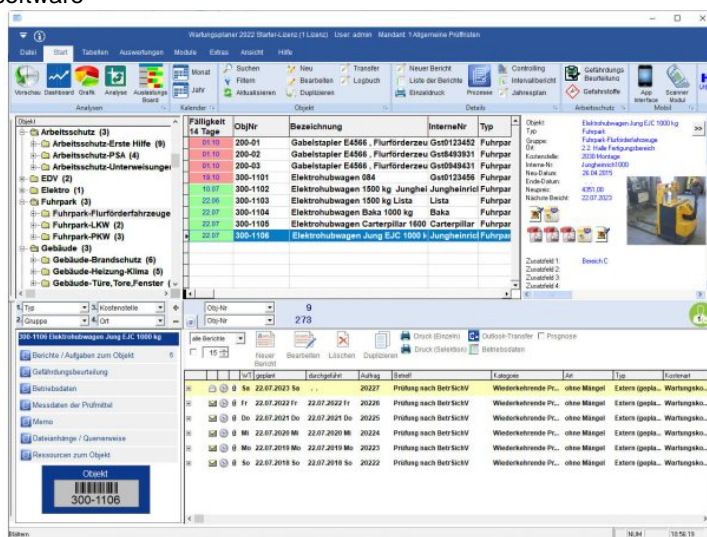 oftware
Wartungsplaner 2022 Starter-Lizenz (1 Lizenz) User: admin Mandant: 1 Allgemeine Prüffristen
Datei Start Tabellen Auswertungen Module Extras Ansicht Hilfe
Vorschau Dashboard Grafik Analyse Auslastungs Board
Monat Jahr
Suchen Neu Transfer Neuer Bericht Controlling
Filtern Bearbeiten Logbuch Liste der Berichte Intervallbericht
Aktualisieren Duplizieren Einzeldruck Prozesse Jahresplan
Gefährdungs Beurteilung
Gefahrstoffe
App Interface Scanner Modul
Analysen Kalender Objekt Details Arbeitsschutz Mobil
Objekt
Arbeitsschutz (3)
Arbeitsschutz-Erste Hilfe (9)
Arbeitsschutz-PSA (4)
Arbeitsschutz-Unterweisungen
EDV (2)
Elektro (1)
Fuhrpark (3)
Fuhrpark-Flurförderfahrzeuge
Fuhrpark-LKW (2)
Fuhrpark-PKW (3)
Gebäude (3)
Gebäude-Brandschutz (6)
Gebäude-Heizung-Klima (5)
Gebäude-Türe,Tore,Fenster (
Fälligkeit 14 Tage ObjNr Bezeichnung InterneNr Typ
01.10 200-01 Gabelstapler E4566 , Flurförderzeu Gst0123452 Fuhrpar
01.10 200-02 Gabelstapler E4566 , Flurförderzeu Gst8493931 Fuhrpar
01.10 200-03 Gabelstapler E4566 , Flurförderzeu Gst0949431 Fuhrpar
19.10 300-1101 Elektrohubwagen 084 Gst0123456 Fuhrpar
10.07 300-1102 Elektrohubwagen 1500 kg Junghei Jungheinricl Fuhrpar
22.06 300-1103 Elektrohubwagen 1500 kg Lista Lista Fuhrpar
22.07 300-1104 Elektrohubwagen Baka 1000 kg Baka Fuhrpar
22.07 300-1105 Elektrohubwagen Carterpillar 1600 Carterpillar Fuhrpar
22.07 300-1106 Elektrohubwagen Jung EJC 1000 k Jungheinricl Fuhrpar
Objekt: Elektrohubwagen Jung EJC 1000 kg
Typ Fuhrpark
Gruppe: Fuhrpark-Flurförderfahrzeuge
Ort: 2.2. Halle Fertigungsbereich
Kostenstelle: 2030 Montage
Interne Nr: Jungheinrich1000
Neu-Datum: 28.04.2015
Ende-Datum:
Neupreis: 4351,00
Nächste Bericht: 22.07.2023
>>
Zusatzfeld 1: Bereich C
Zusatzfeld 2:
Zusatzfeld 3:
Zusatzfeld 4:
1. Typ 3. Kostenstelle
2. Gruppe 4. Ort
Obj-Nr 9
Obj-Nr 273
300-1106 Elektrohubwagen Jung EJC 1000 kg
Berichte / Aufgaben zum Objekt 6
Gefährdungsbeurteilung
Betriebsdaten
Messdaten der Prüfmittel
Memo
Dateianhänge / Querverweise
Ressourcen zum Objekt
Objekt
300-1106
alle Berichte
15
Neuer Bericht Bearbeiten Löschen Duplizieren
Druck (Einzeln) Outlook-Transfer Prognose
Druck (Selektion) Betriebsdaten
WT geplant durchgeführt Auftrag Betreff Kategorie Art Typ Kostenart
Sa 22.07.2023 Sa . . 20227 Prüfung nach BetrSichV Wiederkehrende Pr... ohne Mängel Extern (gepla... Wartungsko...
Fr 22.07.2022 Fr 22.07.2022 Fr 20226 Prüfung nach BetrSichV Wiederkehrende Pr... ohne Mängel Extern (gepla... Wartungsko...
Do 22.07.2021 Do 22.07.2021 Do 20225 Prüfung nach BetrSichV Wiederkehrende Pr... ohne Mängel Extern (gepla... Wartungsko...
Mi 22.07.2020 Mi 22.07.2020 Mi 20224 Prüfung nach BetrSichV Wiederkehrende Pr... ohne Mängel Extern (gepla... Wartungsko...
Mo 22.07.2019 Mo 22.07.2019 Mo 20223 Prüfung nach BetrSichV Wiederkehrende Pr... ohne Mängel Extern (gepla... Wartungsko...
So 22.07.2018 So 22.07.2018 So 20222 Prüfung nach BetrSichV Wiederkehrende Pr... ohne Mängel Extern (gepla... Wartungsko...
Blättern NUM 10:56:19